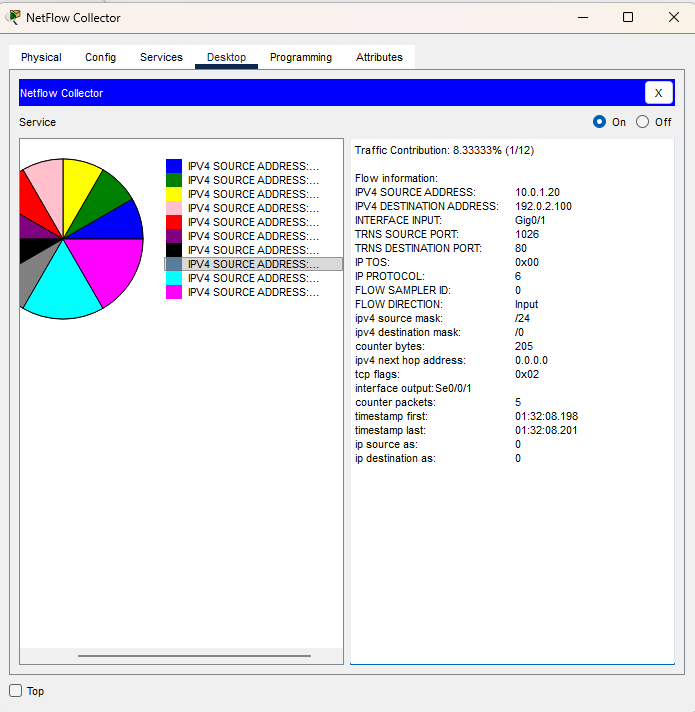 NetFlow Collector
Physical Config Services Desktop Programming Attributes
Netflow Collector X
Service On Off
IPV4 SOURCE ADDRESS:...
IPV4 SOURCE ADDRESS:...
IPV4 SOURCE ADDRESS:...
IPV4 SOURCE ADDRESS:...
IPV4 SOURCE ADDRESS:...
IPV4 SOURCE ADDRESS:...
IPV4 SOURCE ADDRESS:...
IPV4 SOURCE ADDRESS:...
IPV4 SOURCE ADDRESS:...
IPV4 SOURCE ADDRESS:...
Traffic Contribution: 8.33333% (1/12)
Flow information:
IPV4 SOURCE ADDRESS: 10.0.1.20
IPV4 DESTINATION ADDRESS: 192.0.2.100
INTERFACE INPUT: Gig0/1
TRNS SOURCE PORT: 1026
TRNS DESTINATION PORT: 80
IP TOS: 0x00
IP PROTOCOL: 6
FLOW SAMPLER ID: 0
FLOW DIRECTION: Input
ipv4 source mask: /24
ipv4 destination mask: /0
counter bytes: 205
ipv4 next hop address: 0.0.0.0
tcp flags: 0x02
interface output:Se0/0/1
counter packets: 5
timestamp first: 01:32:08.198
timestamp last: 01:32:08.201
ip source as: 0
ip destination as: 0
Top